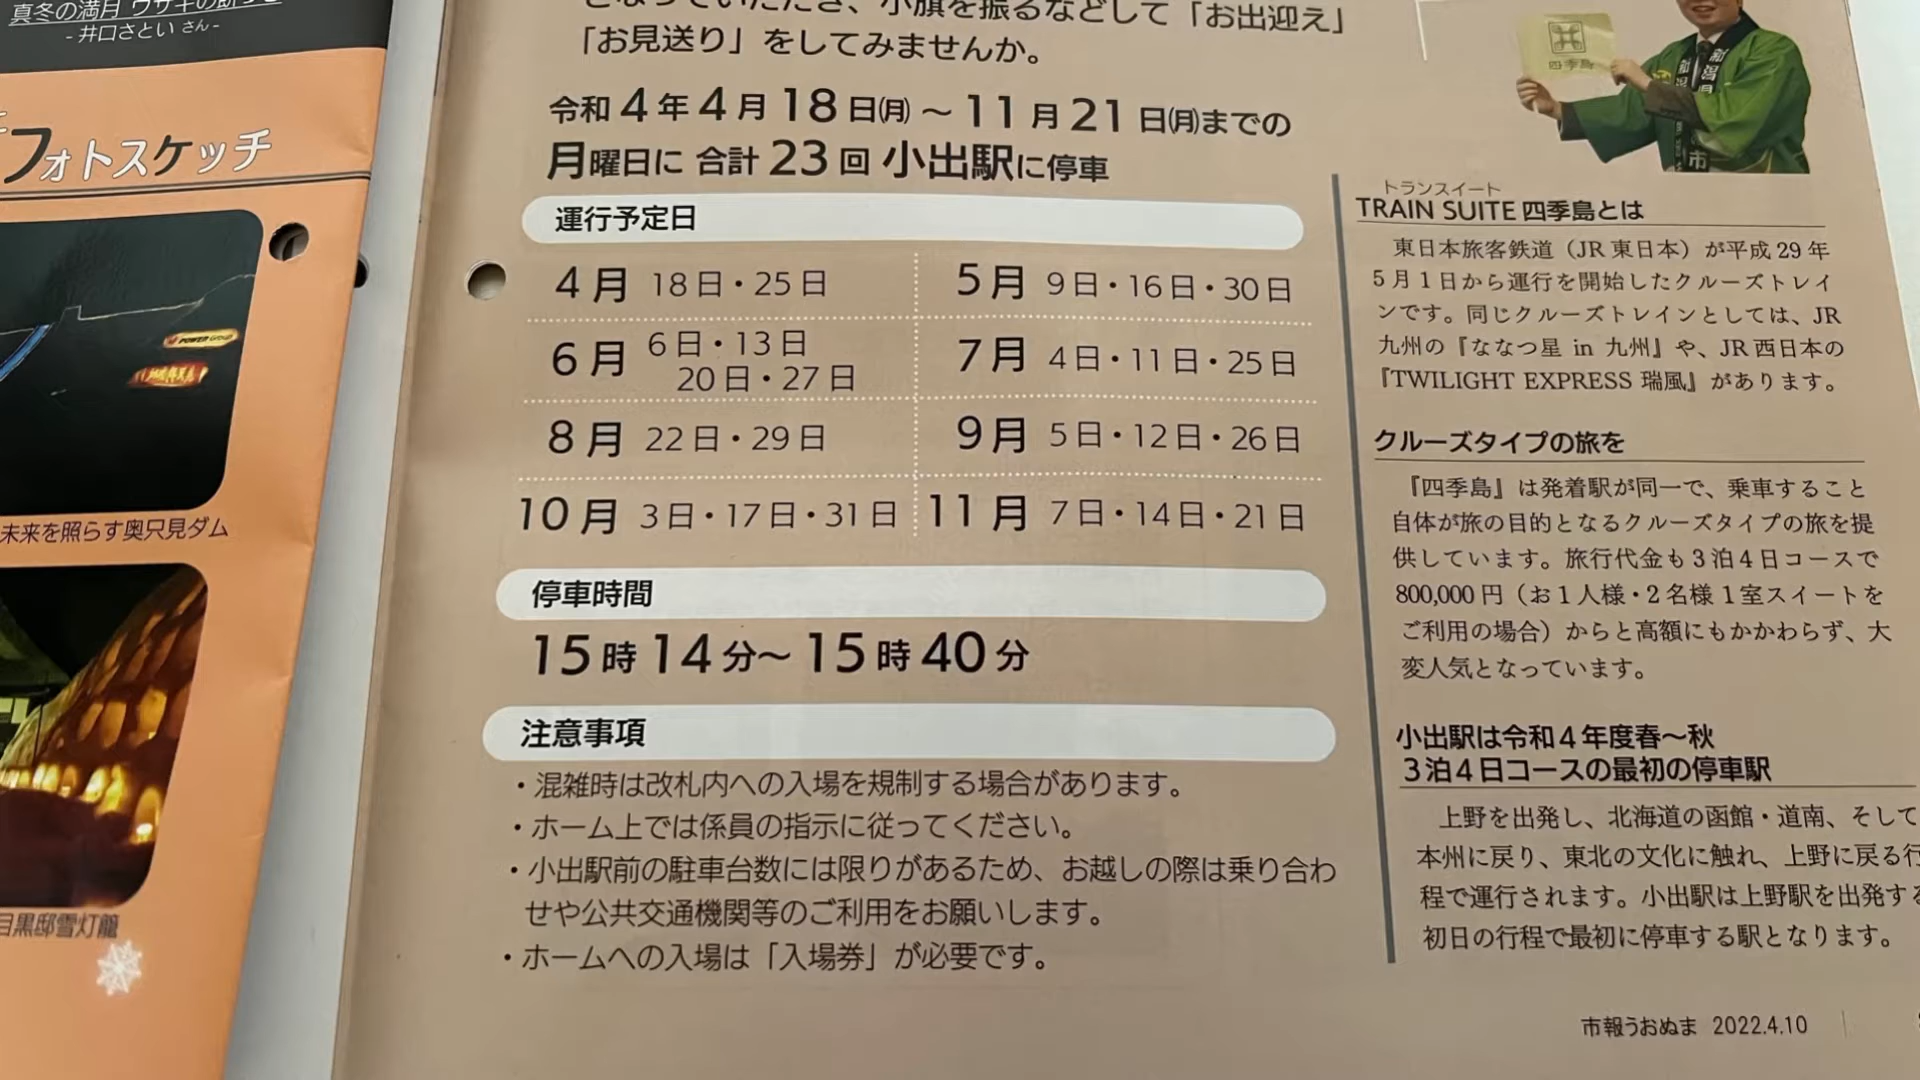 真冬の満月 ウサギの
- 井口さとい さん -
フォトスケッチ
未来を照らす奥只見ダム
目黒邸雪灯籠
小旗を振るなどして「お出迎え」
「お見送り」をしてみませんか。
令和4年4月18日㈪～11月21日㈪までの
月曜日に 合計23回 小出駅に停車
運行予定日
4月 18日・25日
5月 9日・16日・30日
6月 6日・13日
20日・27日
7月 4日・11日・25日
8月 22日・29日
9月 5日・12日・26日
10月 3日・17日・31日
11月 7日・14日・21日
停車時間
15時14分～15時40分
注意事項
・混雑時は改札内への入場を規制する場合があります。
・ホーム上では係員の指示に従ってください。
・小出駅前の駐車台数には限りがあるため、お越しの際は乗り合わ
せや公共交通機関等のご利用をお願いします。
・ホームへの入場は「入場券」が必要です。
四季島
トランスイート
TRAIN SUITE 四季島とは
東日本旅客鉄道（JR 東日本）が平成 29 年
5月1日から運行を開始したクルーズトレイ
ンです。同じクルーズトレインとしては、JR
九州の『ななつ星 in 九州』や、JR 西日本の
『TWILIGHT EXPRESS 瑞風』があります。
クルーズタイプの旅を
『四季島』は発着駅が同一で、乗車すること
自体が旅の目的となるクルーズタイプの旅を提
供しています。旅行代金も3泊4日コースで
800,000 円（お1人様・2名様1室スイートを
ご利用の場合）からと高額にもかかわらず、大
変人気となっています。
小出駅は令和4年度春～秋
3泊4日コースの最初の停車駅
上野を出発し、北海道の函館・道南、そして
本州に戻り、東北の文化に触れ、上野に戻る行
程で運行されます。小出駅は上野駅を出発する
初日の行程で最初に停車する駅となります。
市報うおぬま 2022.4.10